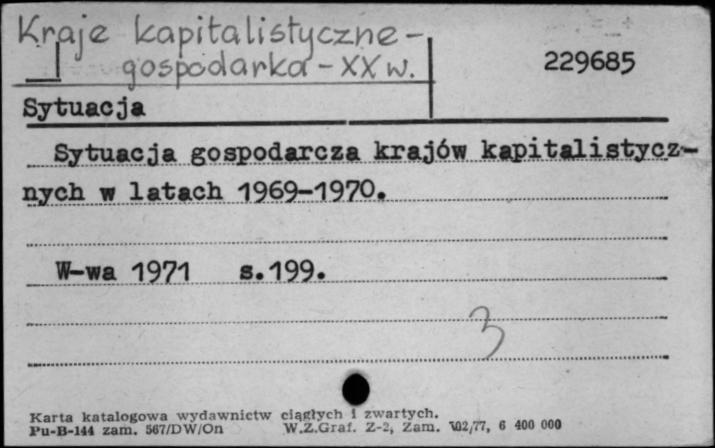 Kraje kapitalistyczne-
gospodarka-XX w.
229685
Sytuacja
Sytuacja gospodarcza krajów kapitalistycz-
nych w latach 1969-1970.
W-wa 1971 s.199.
3
Karta katalogowa wydawnictw ciągłych i zwartych.
Pu-B-144 zam. 567/DW/On W.Z.Graf. Z-2, Zam. 102/77, 6 400 000